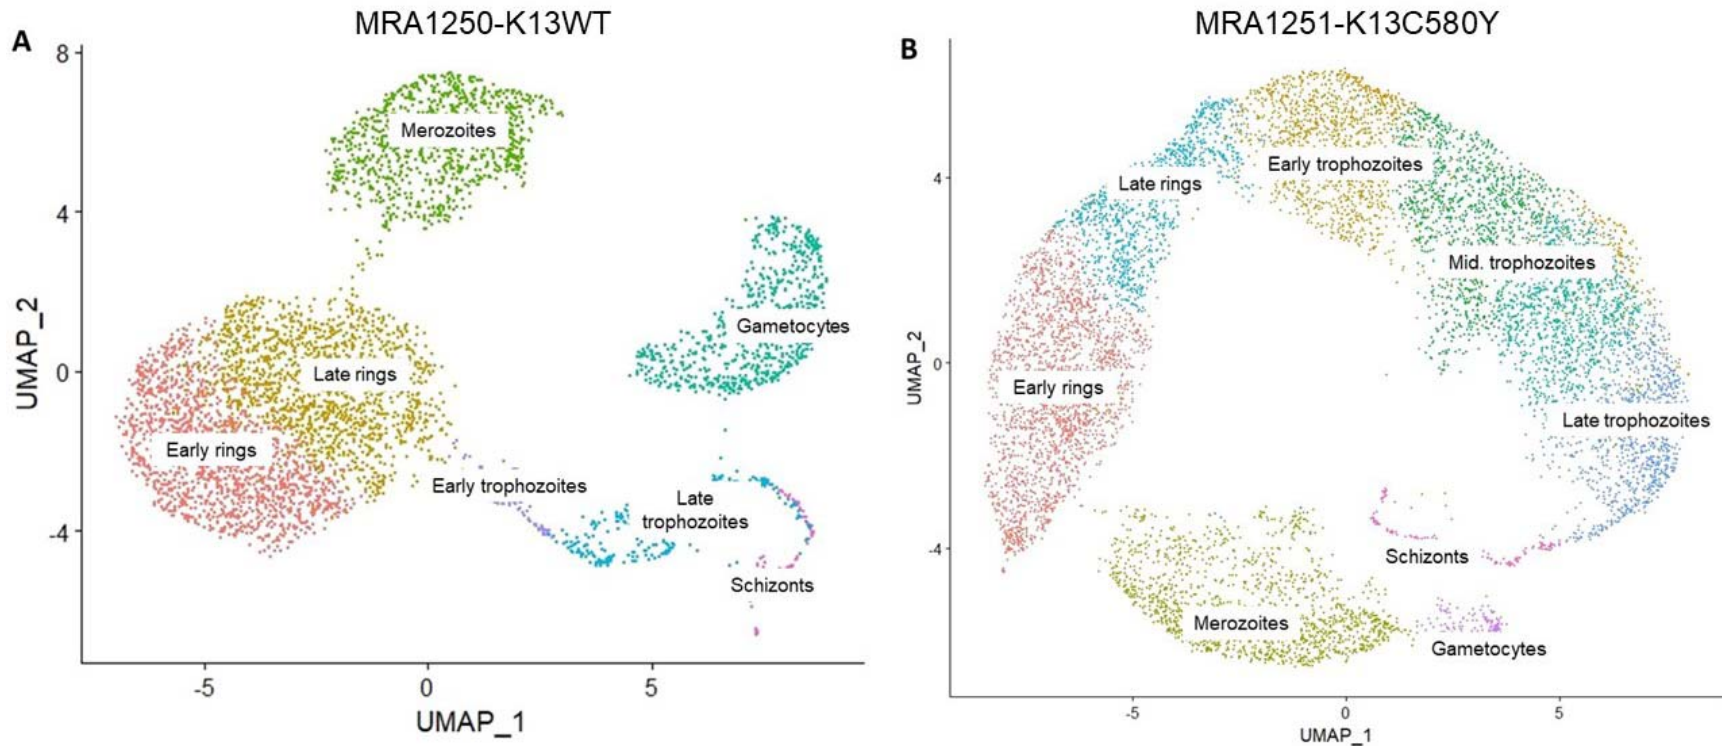 MRA1250-K13WT
A
8
4
0
-4
UMAP_2
Merozoites
Gametocytes
Late rings
Early rings
Early trophozoites
Late
trophozoites
Schizonts
-5
0
5
UMAP_1
MRA1251-K13C580Y
B
4
0
-4
UMAP_2
Early trophozoites
Late rings
Mid. trophozoites
Early rings
Late trophozoites
Schizonts
Merozoites
Gametocytes
-5
0
5
UMAP_1